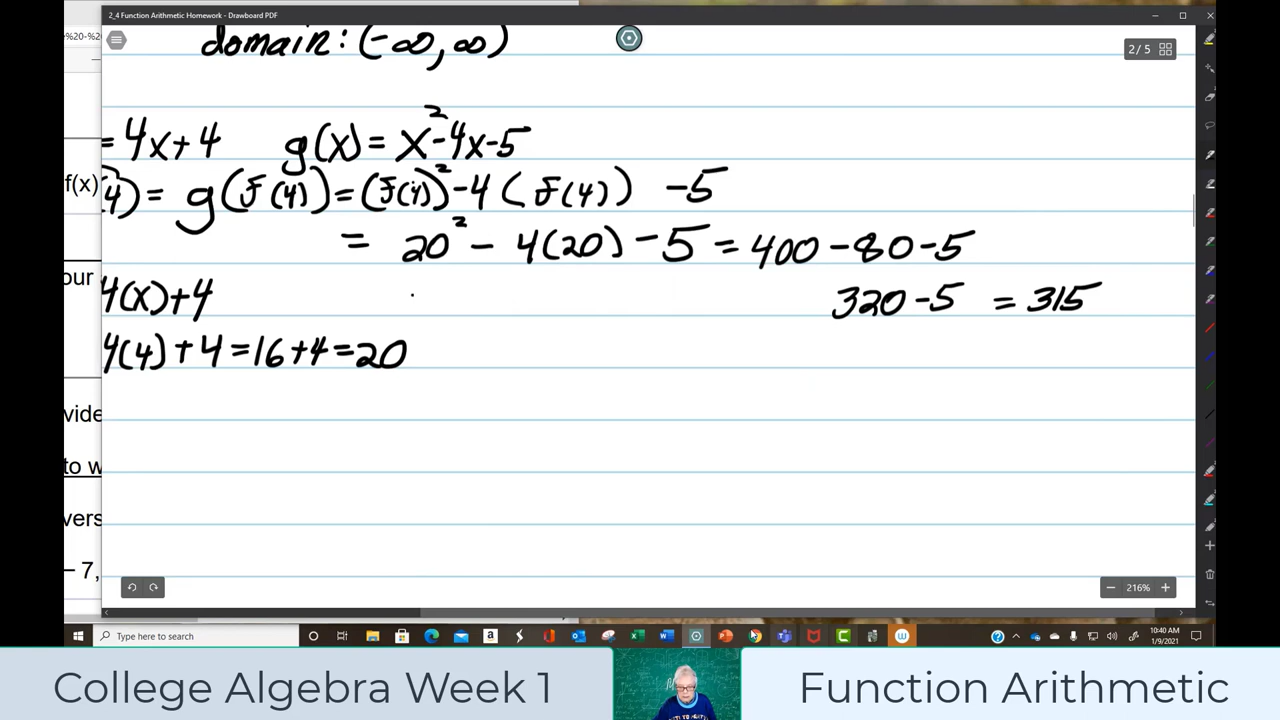 2_4 Function Arithmetic Homework - Drawboard PDF
domain: (-∞, ∞)
2/5
= 4x+4 g(x) = x²-4x-5
f(x)
(4) = g(f(4)) = (f(4))² -4 (f(4)) -5
= 20² - 4(20) -5 = 400 -80 -5
our
4(x)+4
320-5 = 315
4(4)+4=16+4=20
vide
to w
vers
– 7,
216%
Type here to search
10:40 AM
1/9/2021
College Algebra Week 1
Function Arithmetic